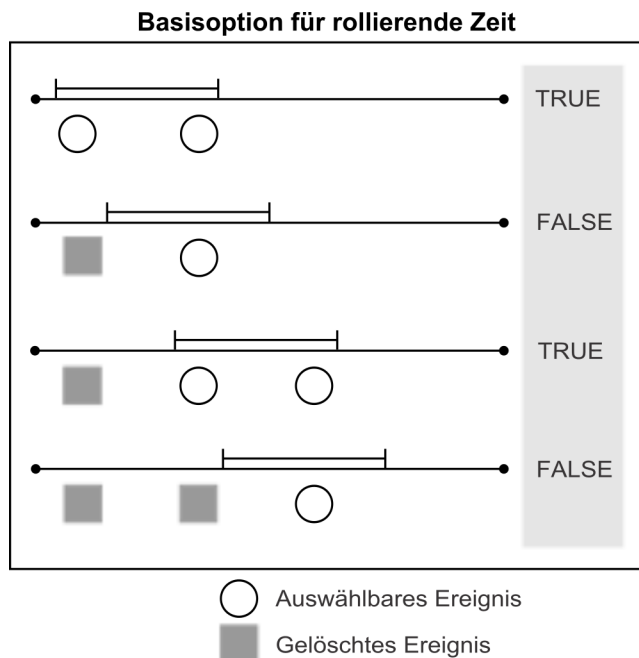 Basisoption für rollierende Zeit
TRUE
FALSE
TRUE
FALSE
Auswählbares Ereignis
Gelöschtes Ereignis